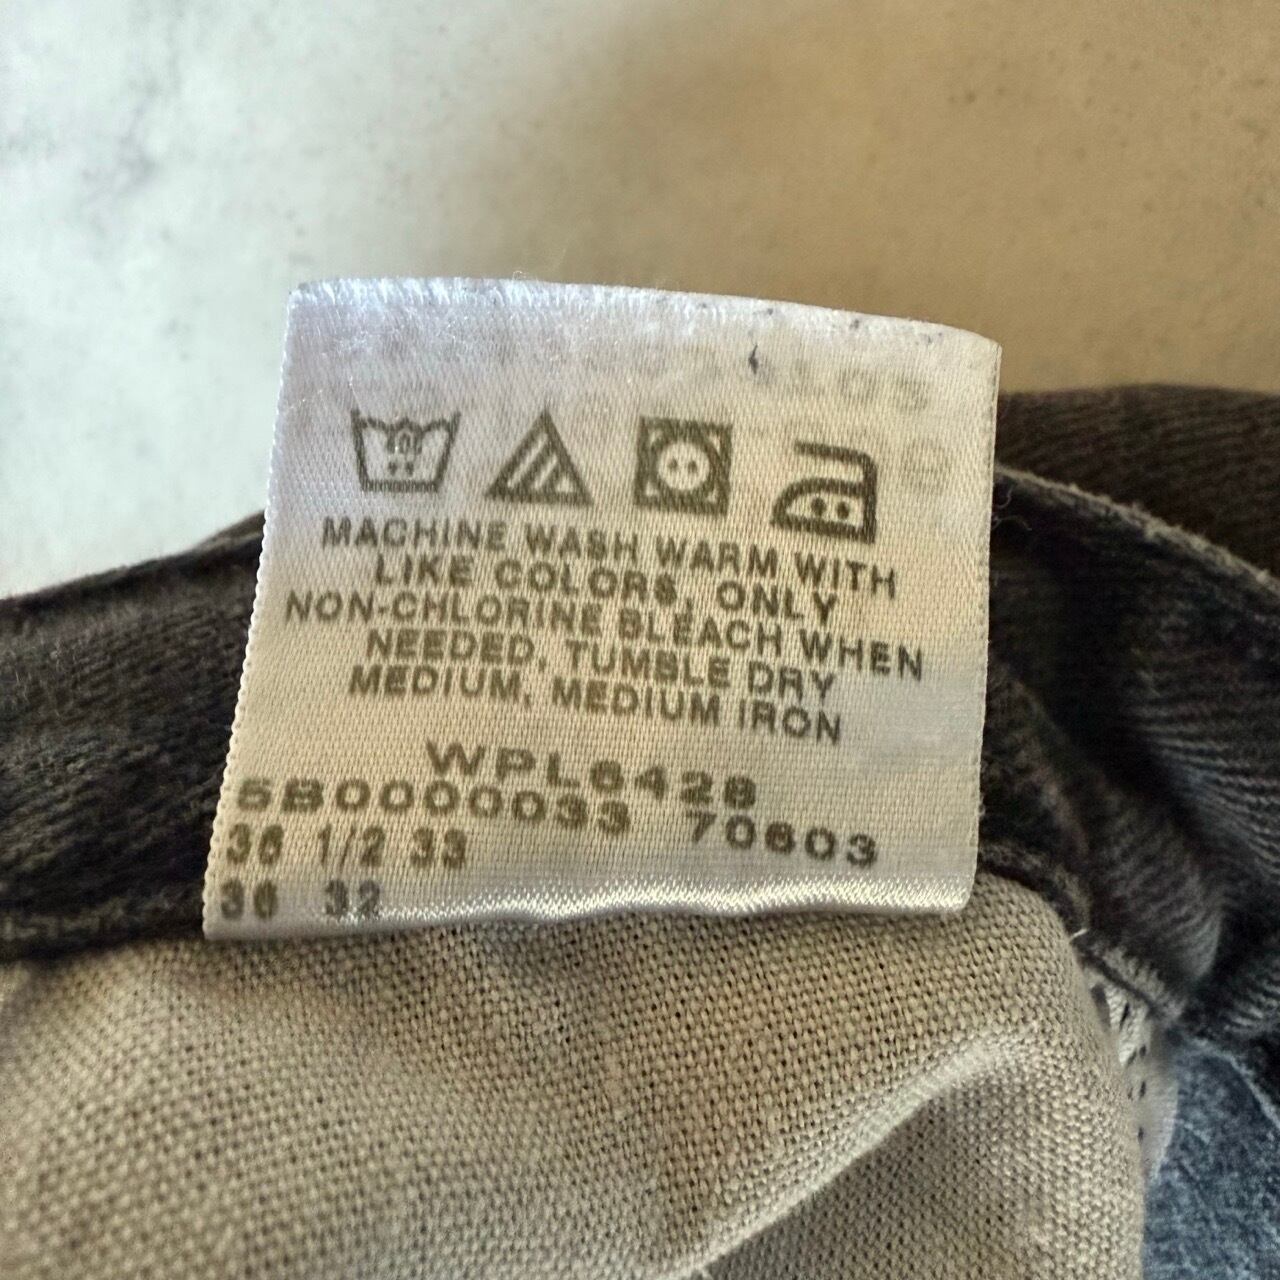 MACHINE WASH WARM WITH
LIKE COLORS, ONLY
NON-CHLORINE BLEACH WHEN
NEEDED, TUMBLE DRY
MEDIUM, MEDIUM IRON
WPL6428
5B0000033 70603
36 1/2 33
36 32